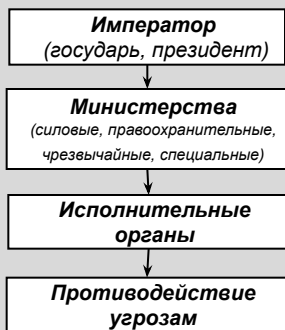 Император
(государь, президент)
Министерства
(силовые, правоохранительные,
чрезвычайные, специальные)
Исполнительные
органы
Противодействие
угрозам